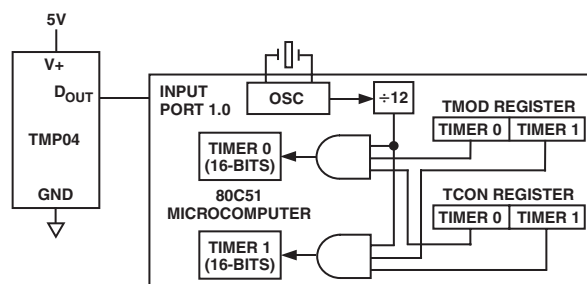 5V
V+
D OUT
TMP04
GND
INPUT
PORT 1.0
OSC
÷12
TIMER 0
(16-BITS)
80C51
MICROCOMPUTER
TIMER 1
(16-BITS)
TMOD REGISTER
TIMER 0 TIMER 1
TCON REGISTER
TIMER 0 TIMER 1